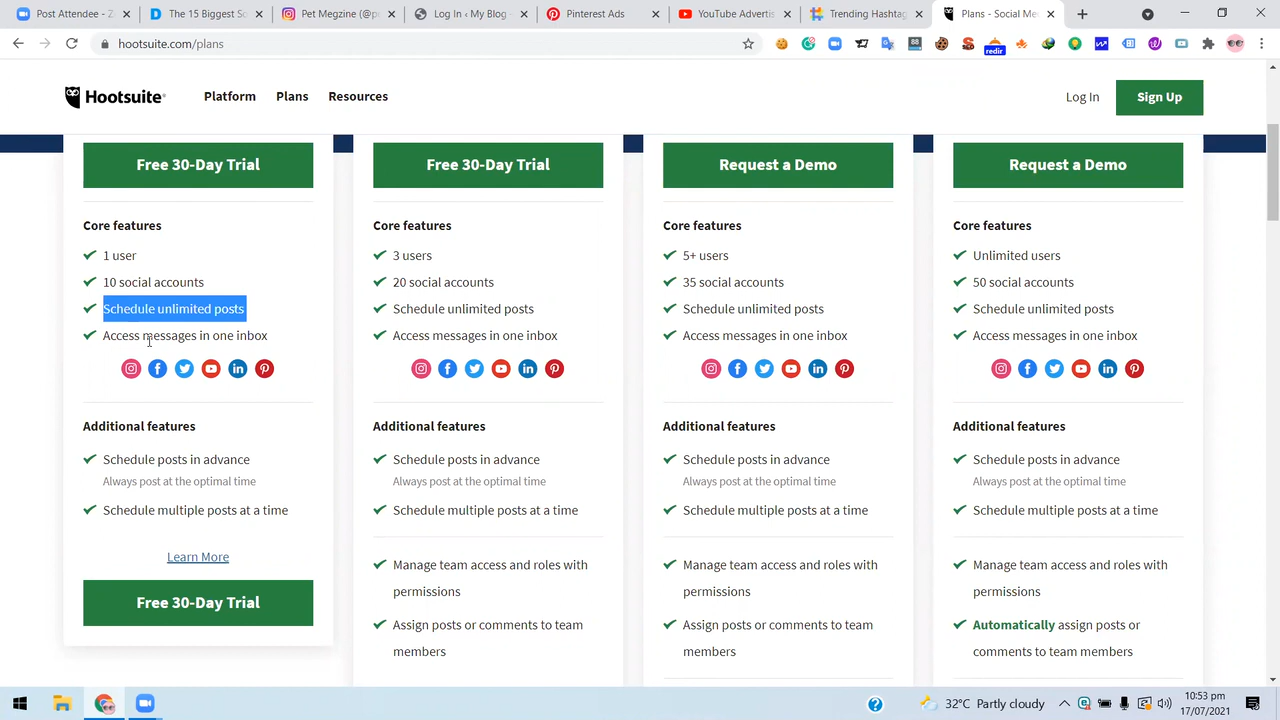 Post Attendee - Z
The 15 Biggest Sc
Instagram
Pet Megzine (@p
Log In ‹ My Blog
Pinterest Ads
YouTube Advertis
Trending Hashtag
Plans - Social Me
hootsuite.com/plans
88
redir
Hootsuite
Platform
Plans
Resources
Log In
Sign Up
Free 30-Day Trial
Core features
1 user
10 social accounts
Schedule unlimited posts
Access messages in one inbox
Additional features
Schedule posts in advance
Always post at the optimal time
Schedule multiple posts at a time
Learn More
Free 30-Day Trial
Free 30-Day Trial
Core features
3 users
20 social accounts
Schedule unlimited posts
Access messages in one inbox
Additional features
Schedule posts in advance
Always post at the optimal time
Schedule multiple posts at a time
Manage team access and roles with
permissions
Assign posts or comments to team
members
Request a Demo
Core features
5+ users
35 social accounts
Schedule unlimited posts
Access messages in one inbox
Additional features
Schedule posts in advance
Always post at the optimal time
Schedule multiple posts at a time
Manage team access and roles with
permissions
Assign posts or comments to team
members
Request a Demo
Core features
Unlimited users
50 social accounts
Schedule unlimited posts
Access messages in one inbox
Additional features
Schedule posts in advance
Always post at the optimal time
Schedule multiple posts at a time
Manage team access and roles with
permissions
Automatically assign posts or
comments to team members
32°C Partly cloudy
10:53 pm
17/07/2021